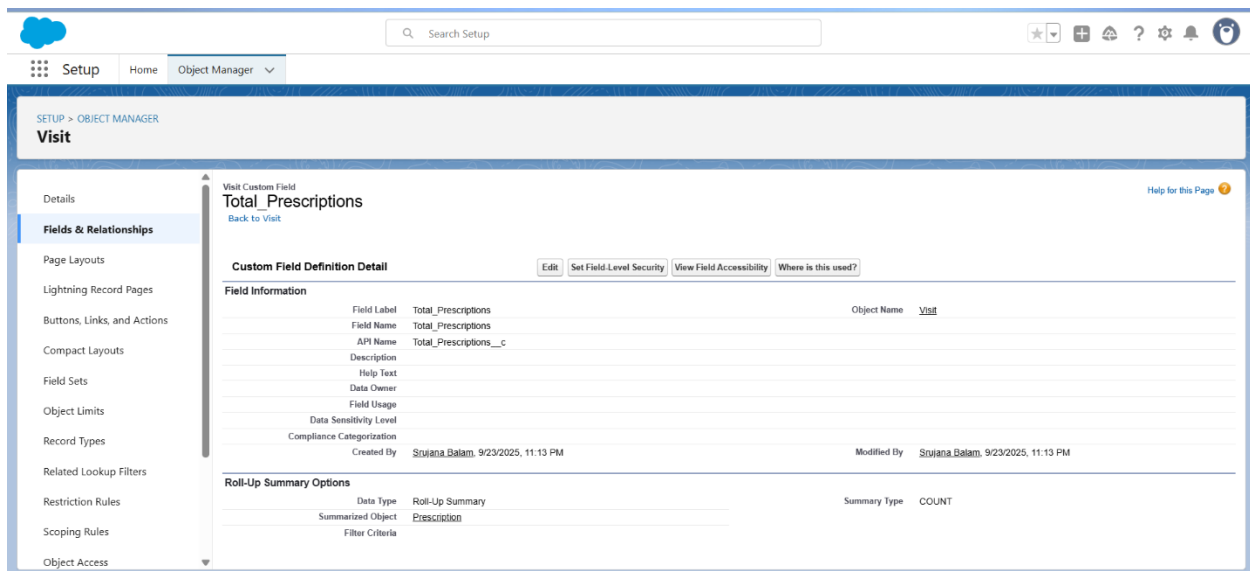 Search Setup
Setup Home Object Manager
SETUP > OBJECT MANAGER
Visit
Details
Fields & Relationships
Page Layouts
Lightning Record Pages
Buttons, Links, and Actions
Compact Layouts
Field Sets
Object Limits
Record Types
Related Lookup Filters
Restriction Rules
Scoping Rules
Object Access
Visit Custom Field
Total_Prescriptions
Back to Visit
Help for this Page ?
Custom Field Definition Detail Edit Set Field-Level Security View Field Accessibility Where is this used?
Field Information
Field Label Total_Prescriptions Object Name Visit
Field Name Total_Prescriptions
API Name Total_Prescriptions__c
Description
Help Text
Data Owner
Field Usage
Data Sensitivity Level
Compliance Categorization
Created By Srujana Balam, 9/23/2025, 11:13 PM Modified By Srujana Balam, 9/23/2025, 11:13 PM
Roll-Up Summary Options
Data Type Roll-Up Summary Summary Type COUNT
Summarized Object Prescription
Filter Criteria